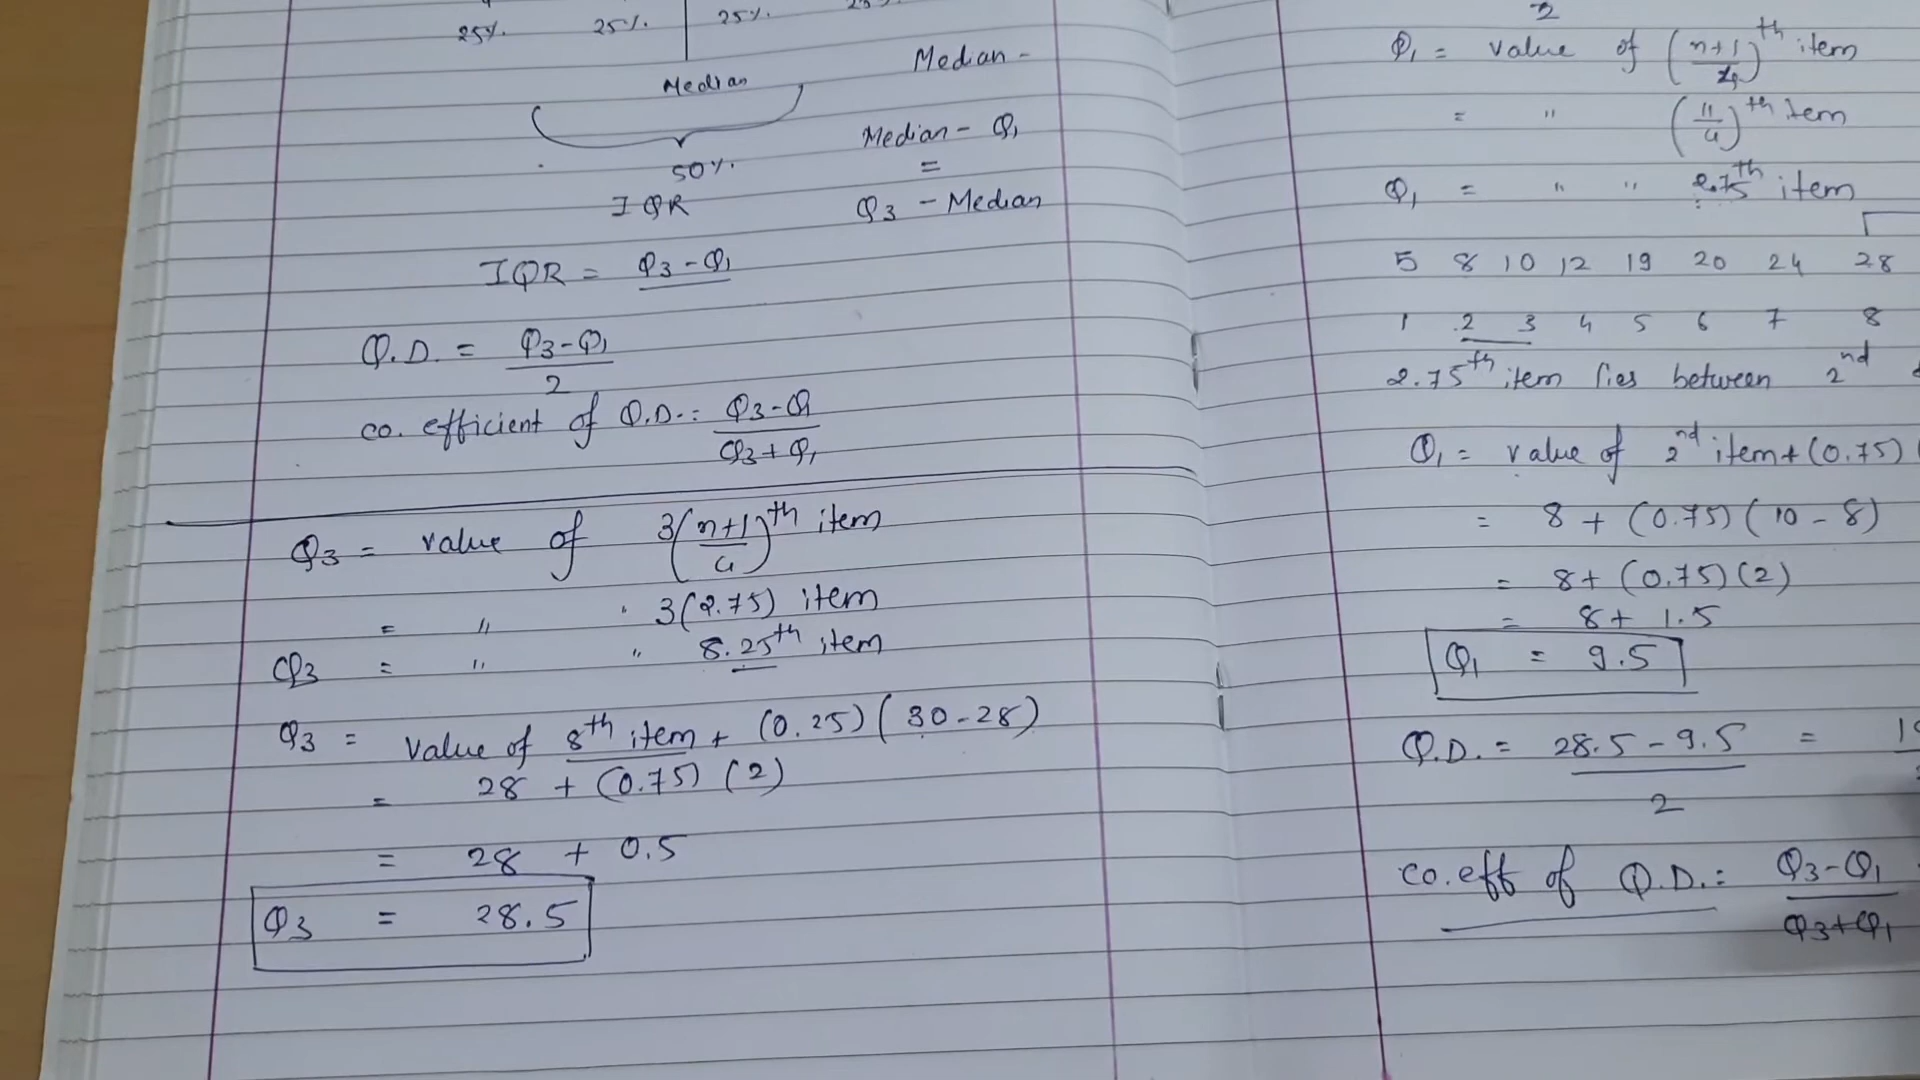 25%. 25%. 25%.
Median
50%.
IQR
Median -
Median - Q1
=
Q3 - Median
IQR = Q3-Q1
Q.D. = Q3-Q1
2
co. efficient of Q.D.: Q3-Q1
Q3+Q1
Q3 = value of 3(n+1/4)th item
= " " 3(2.75) item
Q3 = " " 8.25th item
Q3 = value of 8th item + (0.25)(30-28)
= 28 + (0.75)(2)
= 28 + 0.5
Q3 = 28.5
2
Q1 = value of (n+1/4)th item
= " (11/4)th item
Q1 = " " 2.75th item
5 8 10 12 19 20 24 28
1 2 3 4 5 6 7 8
2.75th item lies between 2nd
Q1 = value of 2nd item+(0.75)
= 8 + (0.75)(10-8)
= 8+ (0.75)(2)
= 8+ 1.5
Q1 = 9.5
Q.D. = 28.5-9.5 =
2
co.eff of Q.D.: Q3-Q1
Q3+Q1